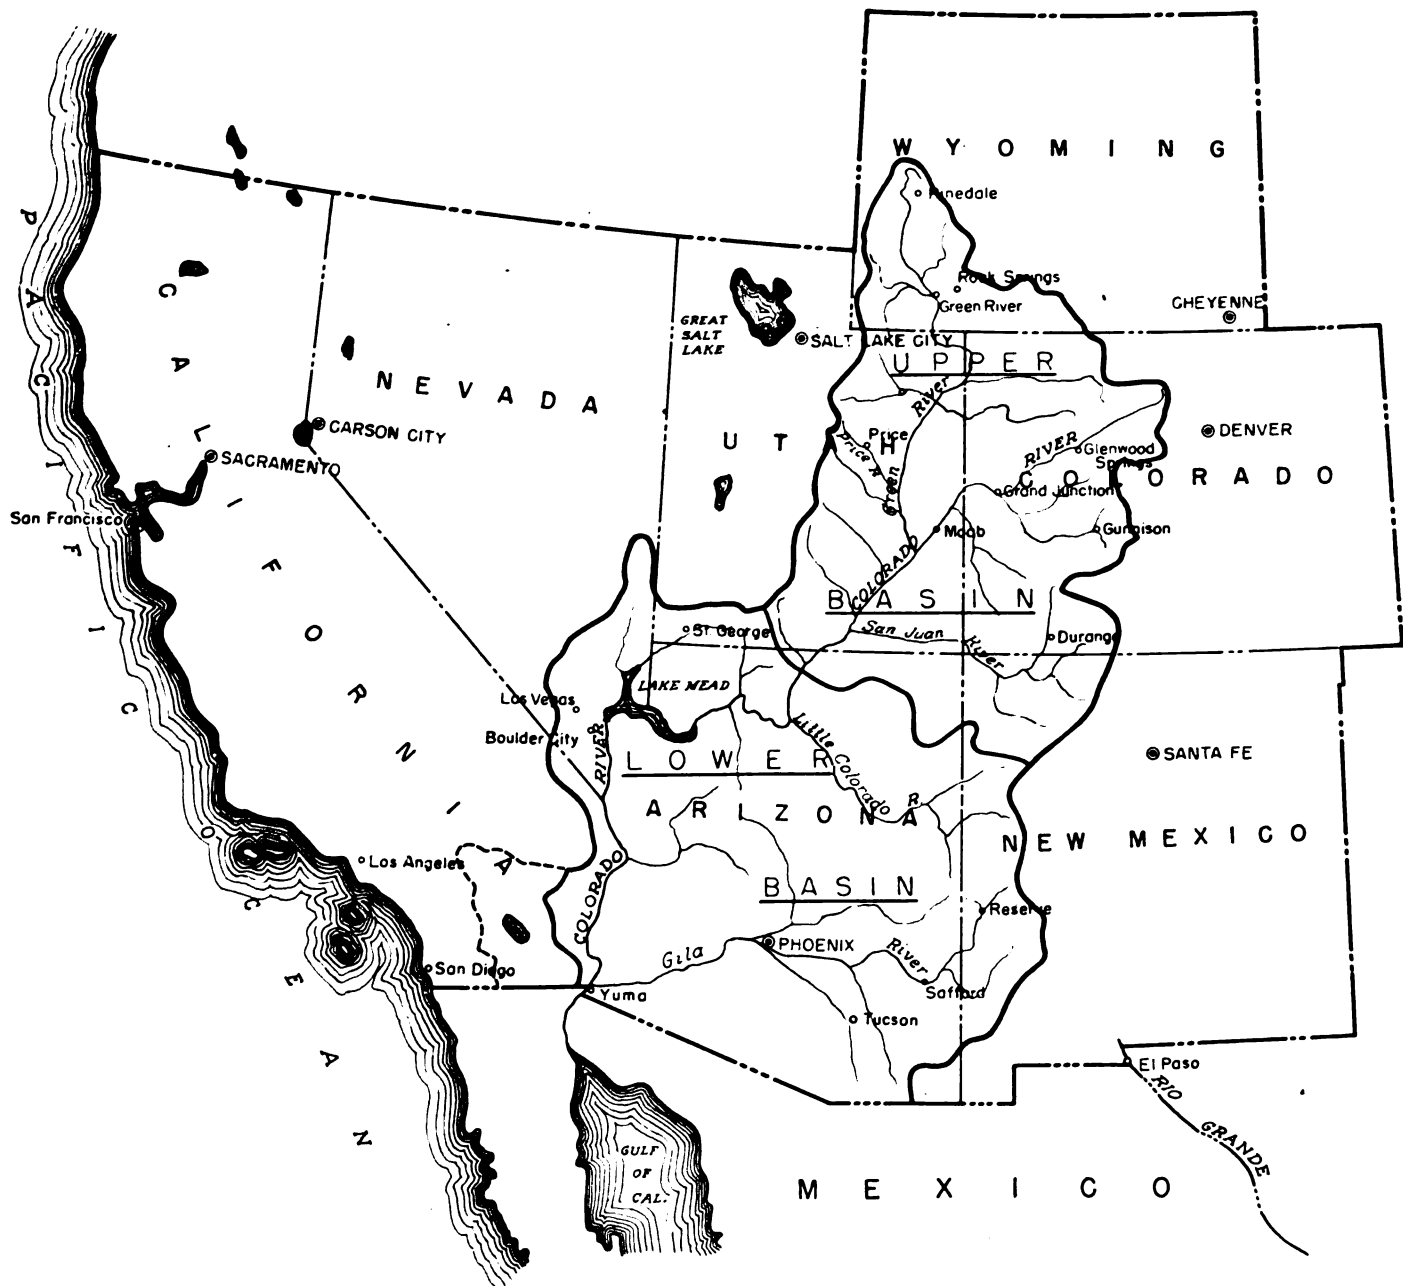 WYOMING
Pinedale
Rock Springs
Green River
CHEYENNE
PACIFIC OCEAN
CALIFORNIA
GREAT
SALT
LAKE
SALT LAKE CITY
UPPER
NEVADA
CARSON CITY
SACRAMENTO
San Francisco
UTAH
Price
Price R
Green
River
RIVER
Glenwood
Springs
DENVER
COLORADO
Grand Junction
Gunnison
Moab
COLORADO
BASIN
San Juan
River
Durango
St. George
LAKE MEAD
Las Vegas
Boulder City
RIVER
LOWER
Little Colorado
R.
SANTA FE
ARIZONA
NEW MEXICO
Los Angeles
COLORADO
BASIN
Reserve
PHOENIX
Gila
River
San Diego
Yuma
Safford
Tucson
El Paso
RIO
GRANDE
GULF
OF
CAL.
MEXICO